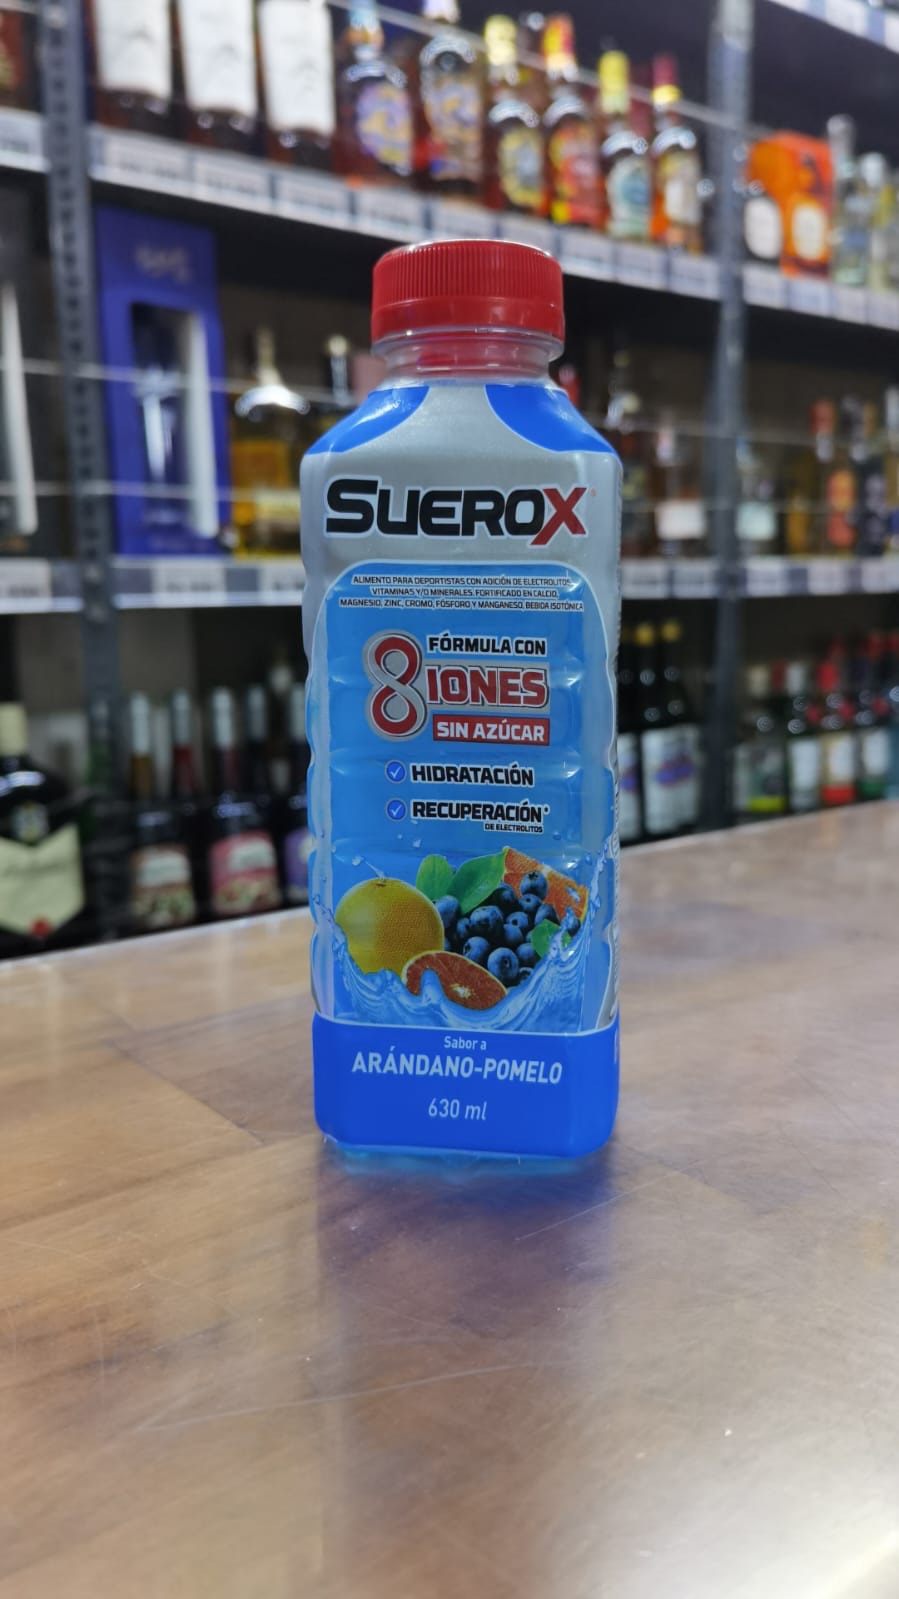 SUEROX
ALIMENTO PARA DEPORTISTAS CON ADICIÓN DE ELECTROLITOS,
VITAMINAS Y/O MINERALES. FORTIFICADO EN CALCIO,
MAGNESIO, ZINC, CROMO, FÓSFORO Y MANGANESO. BEBIDA ISOTÓNICA
FÓRMULA CON
8 IONES
SIN AZÚCAR
HIDRATACIÓN
RECUPERACIÓN*
DE ELECTROLITOS
Sabor a
ARÁNDANO-POMELO
630 ml